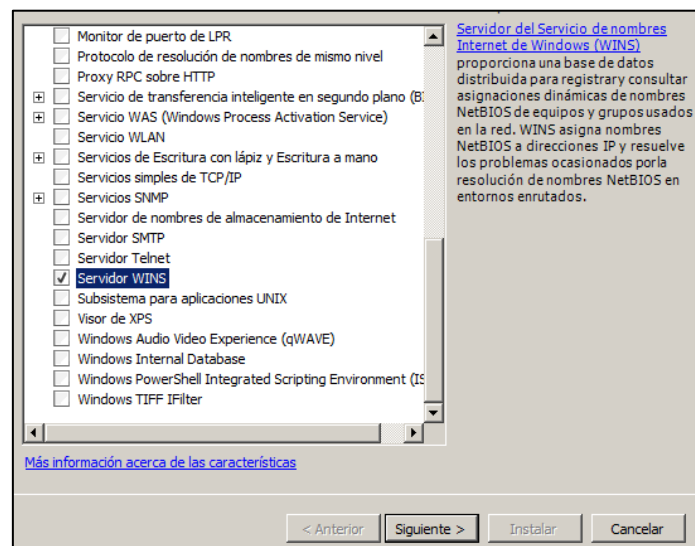 Monitor de puerto de LPR
Protocolo de resolución de nombres de mismo nivel
Proxy RPC sobre HTTP
Servicio de transferencia inteligente en segundo plano (B
Servicio WAS (Windows Process Activation Service)
Servicio WLAN
Servicios de Escritura con lápiz y Escritura a mano
Servicios simples de TCP/IP
Servicios SNMP
Servidor de nombres de almacenamiento de Internet
Servidor SMTP
Servidor Telnet
Servidor WINS
Subsistema para aplicaciones UNIX
Visor de XPS
Windows Audio Video Experience (qWAVE)
Windows Internal Database
Windows PowerShell Integrated Scripting Environment (IS
Windows TIFF IFilter
Más información acerca de las características
Servidor del Servicio de nombres
Internet de Windows (WINS)
proporciona una base de datos
distribuida para registrary consultar
asignaciones dinámicas de nombres
NetBIOS de equipos y grupos usados
en la red. WINS asigna nombres
NetBIOS a direcciones IP y resuelve
los problemas ocasionados porla
resolución de nombres NetBIOS en
entornos enrutados.
< Anterior
Siguiente >
Instalar
Cancelar